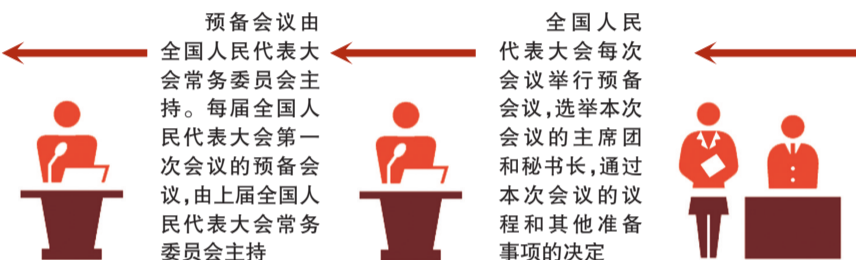 全国人民
代表大会每次
会议举行预备
会议,选举本次
会议的主席团
和秘书长,通过
本次会议的议
程和其他准备
事项的决定
预备会议由
全国人民代表大
会常务委员会主
持。每届全国人
民代表大会第一
次会议的预备会
议,由上届全国人
民代表大会常务
委员会主持